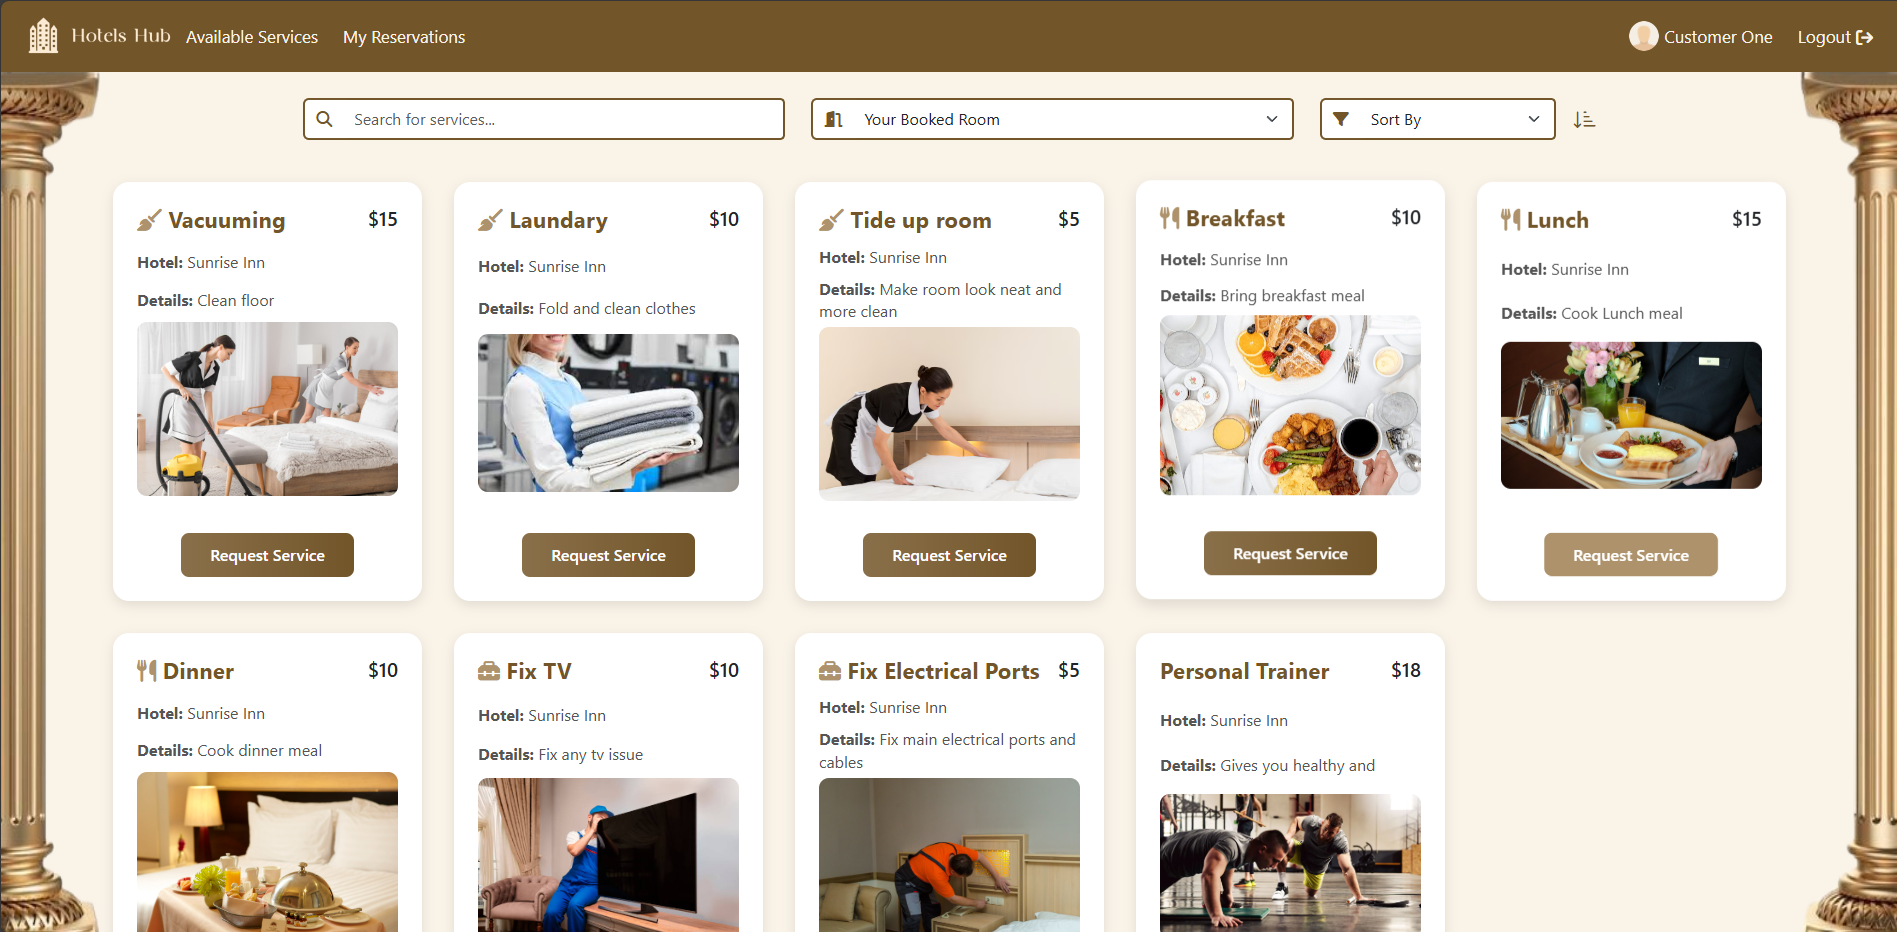 Hotels Hub Available Services My Reservations Customer One Logout
Search for services... Your Booked Room Sort By
Vacuuming $15
Hotel: Sunrise Inn
Details: Clean floor
Request Service
Laundary $10
Hotel: Sunrise Inn
Details: Fold and clean clothes
Request Service
Tide up room $5
Hotel: Sunrise Inn
Details: Make room look neat and
more clean
Request Service
Breakfast $10
Hotel: Sunrise Inn
Details: Bring breakfast meal
Request Service
Lunch $15
Hotel: Sunrise Inn
Details: Cook Lunch meal
Request Service
Dinner $10
Hotel: Sunrise Inn
Details: Cook dinner meal
Fix TV $10
Hotel: Sunrise Inn
Details: Fix any tv issue
Fix Electrical Ports $5
Hotel: Sunrise Inn
Details: Fix main electrical ports and
cables
Personal Trainer $18
Hotel: Sunrise Inn
Details: Gives you healthy and